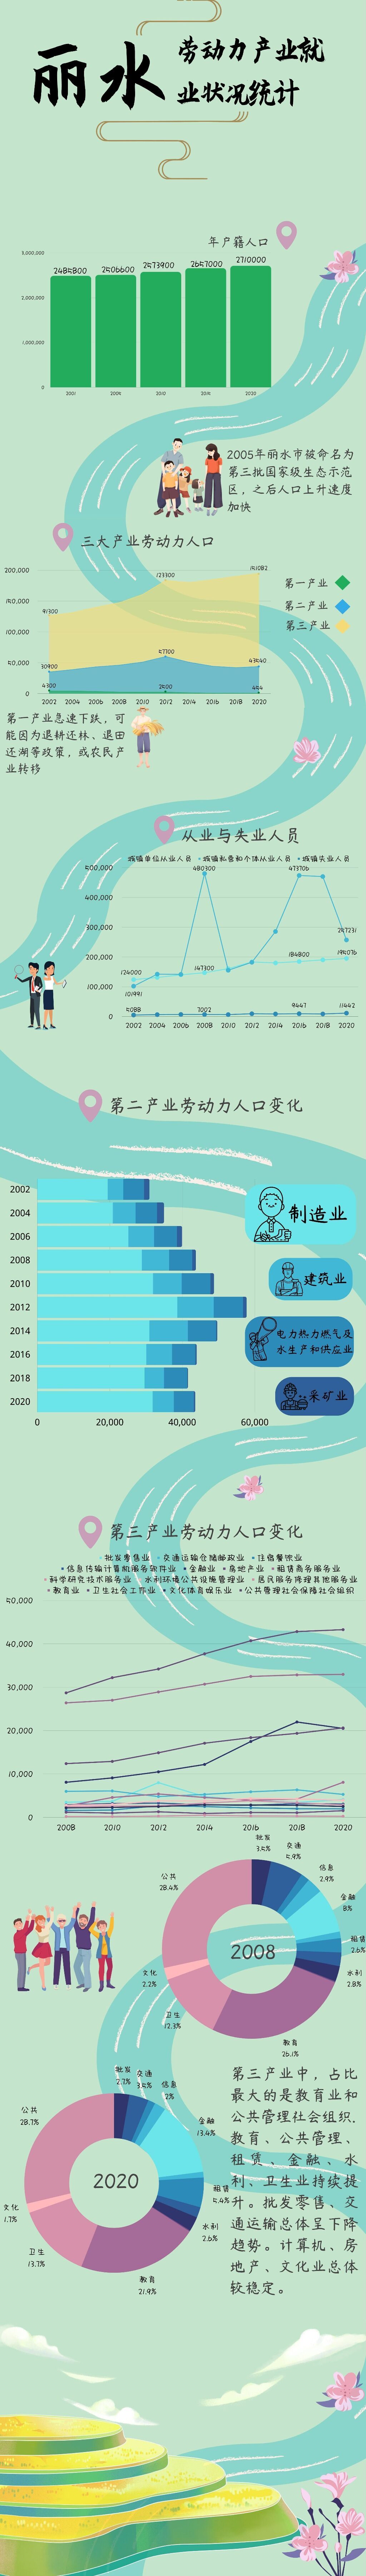 丽水
劳动力产业就
业状况统计
年户籍人口
3,000,000
2,000,000
1,000,000
0
2485800
2506600
2573900
2657000
2710000
2001
2005
2010
2015
2020
2005年丽水市被命名为
第三批国家级生态示范
区，之后人口上升速度
加快
三大产业劳动力人口
200,000
150,000
100,000
50,000
0
91300
30900
4300
123300
57700
2500
151082
43540
454
2002 2004 2006 2008 2010 2012 2014 2016 2018 2020
第一产业
第二产业
第三产业
第一产业急速下跌，可
能因为退耕还林、退田
还湖等政策，或农民产
业转移
从业与失业人员
城镇单位从业人员 城镇私营和个体从业人员 城镇失业人员
500,000
400,000
300,000
200,000
100,000
0
124000
101991
5088
480300
147300
7002
473706
184800
9447
257231
195076
11442
2002 2004 2006 2008 2010 2012 2014 2016 2018 2020
第二产业劳动力人口变化
2002
2004
2006
2008
2010
2012
2014
2016
2018
2020
0 20,000 40,000 60,000
制造业
建筑业
电力热力燃气及
水生产和供应业
采矿业
第三产业劳动力人口变化
批发零售业 交通运输仓储邮政业 住宿餐饮业
信息传输计算机服务软件业 金融业 房地产业 租赁商务服务业
科学研究技术服务业 水利环境公共设施管理业 居民服务修理其他服务业
教育业 卫生社会工作业 文化体育娱乐业 公共管理社会保障社会组织
50,000
40,000
30,000
20,000
10,000
0
2008 2010 2012 2014 2016 2018 2020
2008
批发
3.5%
交通
5.9%
信息
2.9%
金融
8%
租赁
2.6%
水利
2.8%
教育
26.1%
卫生
12.3%
文化
2.2%
公共
28.4%
2020
批发
2.7%
交通
3.5%
信息
2%
金融
13.4%
租赁
5.4%
水利
2.6%
教育
21.9%
卫生
13.7%
文化
1.7%
公共
28.7%
第三产业中，占比
最大的是教育业和
公共管理社会组织.
教育、公共管理、
租赁、金融、水
利、卫生业持续提
升。批发零售、交
通运输总体呈下降
趋势。计算机、房
地产、文化业总体
较稳定。